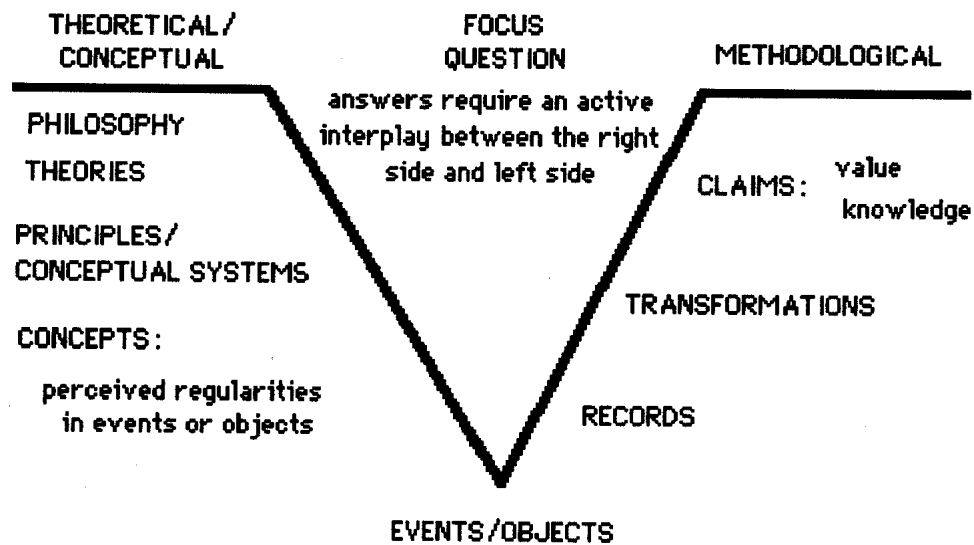 THEORETICAL/
CONCEPTUAL
PHILOSOPHY
THEORIES
PRINCIPLES/
CONCEPTUAL SYSTEMS
CONCEPTS:
perceived regularities
in events or objects
FOCUS
QUESTION
answers require an active
interplay between the right
side and left side
METHODOLOGICAL
CLAIMS: value
knowledge
TRANSFORMATIONS
RECORDS
EVENTS/OBJECTS